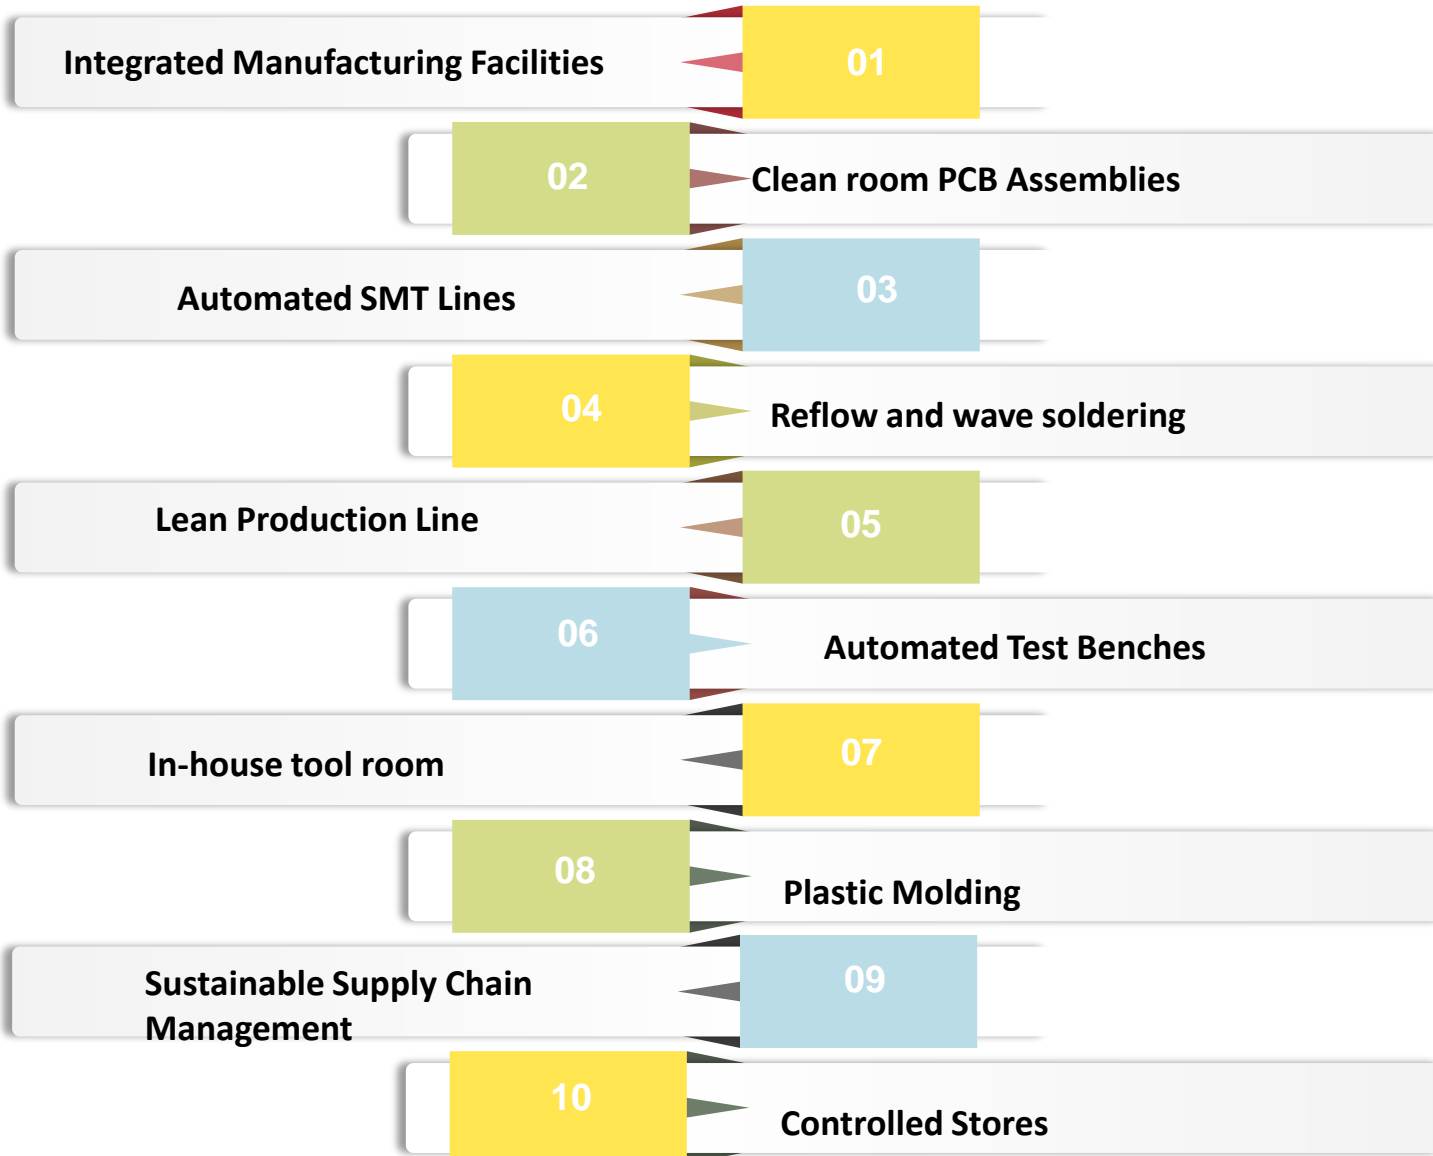 Integrated Manufacturing Facilities
01
02
Clean room PCB Assemblies
Automated SMT Lines
03
04
Reflow and wave soldering
Lean Production Line
05
06
Automated Test Benches
In-house tool room
07
08
Plastic Molding
Sustainable Supply Chain
Management
09
10
Controlled Stores